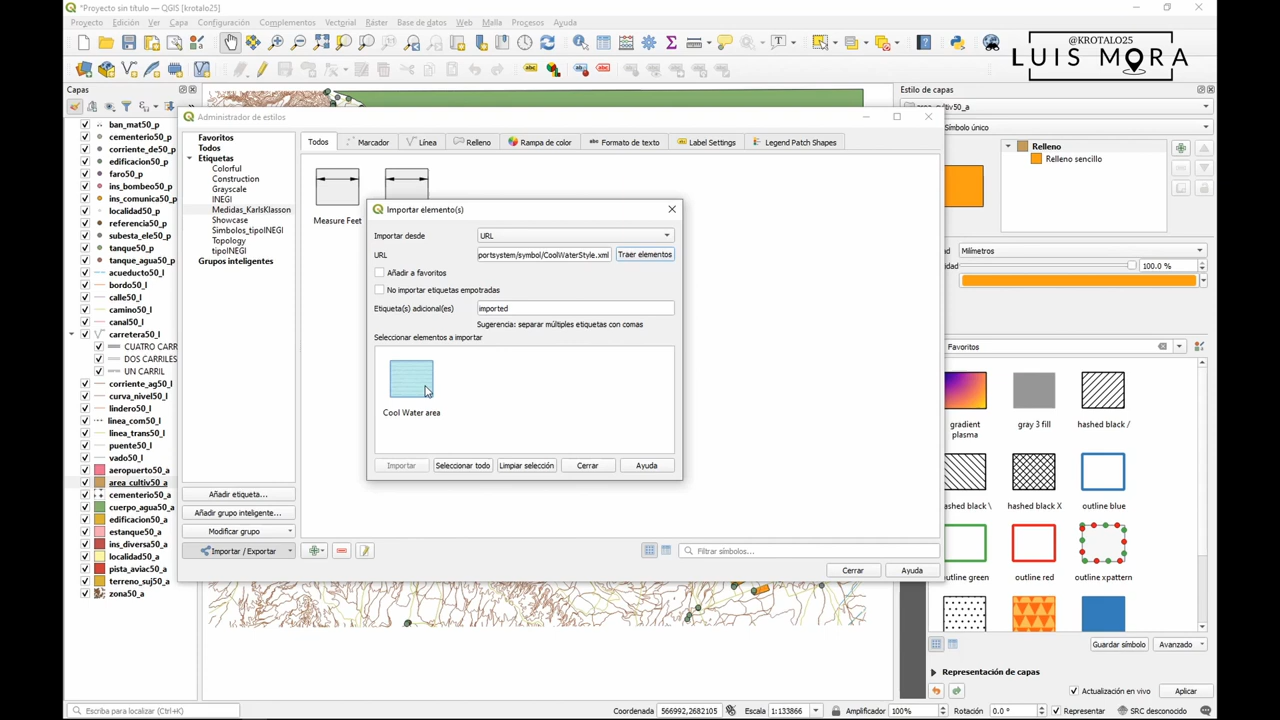 *Proyecto sin título — QGIS [krotalo25]
Proyecto Edición Ver Capa Configuración Complementos Vectorial Ráster Base de datos Web Malla Procesos Ayuda
@KROTALO25
LUIS MORA
Capas
ban_mat50_p
cementerio50_p
corriente_de50_p
edificacion50_p
faro50_p
ins_bombeo50_p
ins_comunica50_p
localidad50_p
referencia50_p
subesta_ele50_p
tanque50_p
tanque_agua50_p
acueducto50_l
bordo50_l
calle50_l
camino50_l
canal50_l
carretera50_l
CUATRO CARR
DOS CARRILES
UN CARRIL
corriente_ag50_l
curva_nivel50_l
lindero50_l
linea_com50_l
linea_trans50_l
puente50_l
vado50_l
aeropuerto50_a
area_cultiv50_a
cementerio50_a
cuerpo_agua50_a
edificacion50_a
estanque50_a
ins_diversa50_a
localidad50_a
pista_aviac50_a
terreno_suj50_a
zona50_a
Administrador de estilos
Favoritos
Todos
Etiquetas
Colorful
Construction
Grayscale
INEGI
Medidas_KarlsKlasson
Showcase
Simbolos_tipoINEGI
Topology
tipoINEGI
Grupos inteligentes
Añadir etiqueta...
Añadir grupo inteligente...
Modificar grupo
Importar / Exportar
Todos Marcador Línea Relleno Rampa de color Formato de texto Label Settings Legend Patch Shapes
Measure Feet
Filtrar símbolos...
Cerrar Ayuda
Importar elemento(s)
Importar desde URL
URL portsystem/symbol/CoolWaterStyle.xml Traer elementos
Añadir a favoritos
No importar etiquetas empotradas
Etiqueta(s) adicional(es) imported
Sugerencia: separar múltiples etiquetas con comas
Seleccionar elementos a importar
Cool Water area
Importar Seleccionar todo Limpiar selección Cerrar Ayuda
Estilo de capas
area_cultiv50_a
Símbolo único
Relleno
Relleno sencillo
Milímetros
100.0 %
Favoritos
gradient plasma
gray 3 fill
hashed black /
hashed black \
hashed black X
outline blue
outline green
outline red
outline xpattern
Guardar símbolo Avanzado
Representación de capas
Actualización en vivo Aplicar
Escriba para localizar (Ctrl+K)
Coordenada 566992,2682105 Escala 1:133866 Amplificador 100% Rotación 0.0 ° Representar SRC desconocido